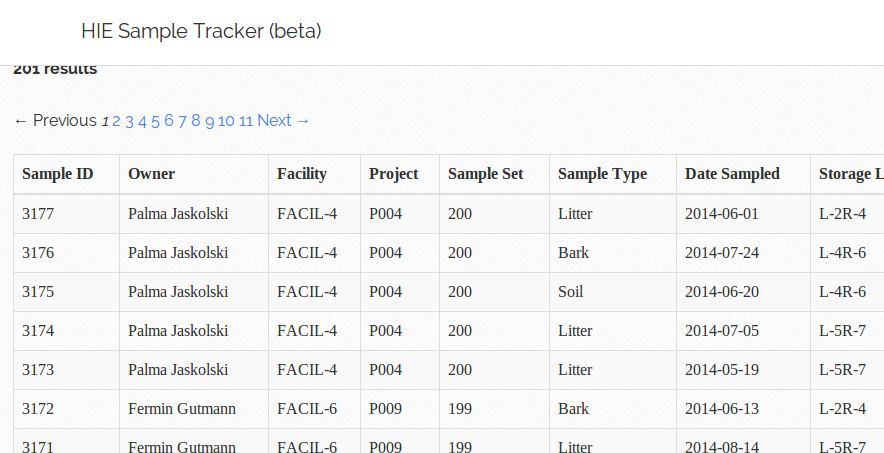 HIE Sample Tracker (beta)
201 results
← Previous 1 2 3 4 5 6 7 8 9 10 11 Next →
Sample ID Owner Facility Project Sample Set Sample Type Date Sampled Storage L
3177 Palma Jaskolski FACIL-4 P004 200 Litter 2014-06-01 L-2R-4
3176 Palma Jaskolski FACIL-4 P004 200 Bark 2014-07-24 L-4R-6
3175 Palma Jaskolski FACIL-4 P004 200 Soil 2014-06-20 L-4R-6
3174 Palma Jaskolski FACIL-4 P004 200 Litter 2014-07-05 L-5R-7
3173 Palma Jaskolski FACIL-4 P004 200 Litter 2014-05-19 L-5R-7
3172 Fermin Gutmann FACIL-6 P009 199 Bark 2014-06-13 L-2R-4
3171 Fermin Gutmann FACIL-6 P009 199 Litter 2014-08-14 L-5R-7